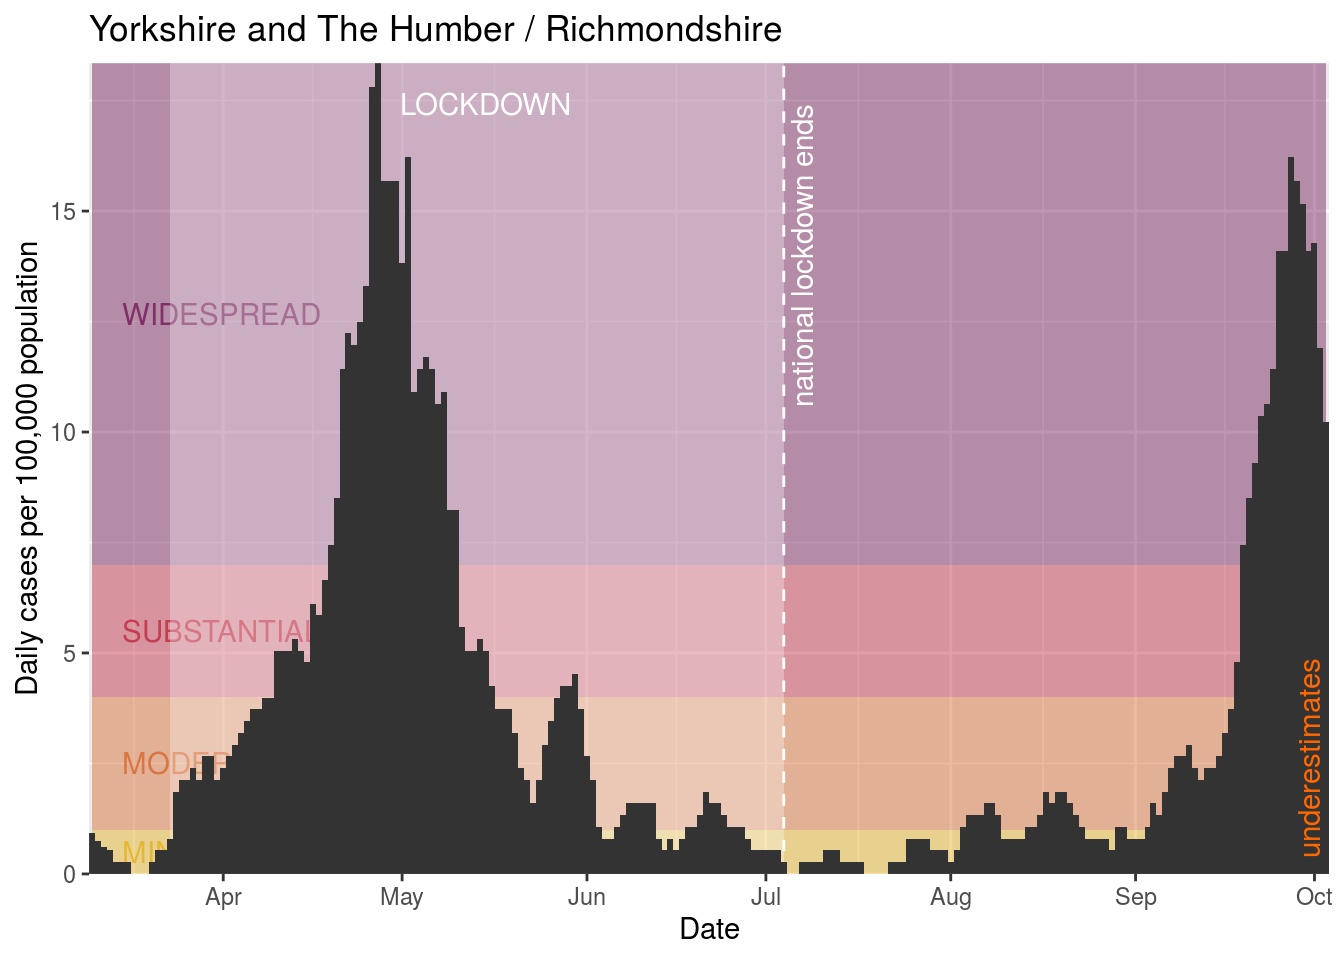 Yorkshire and The Humber / Richmondshire
LOCKDOWN
national lockdown ends
WIDESPREAD
SUBSTANTIAL
underestimates
Daily cases per 100,000 population
15
10
5
0
Apr
May
Jun
Jul
Aug
Sep
Oct
Date